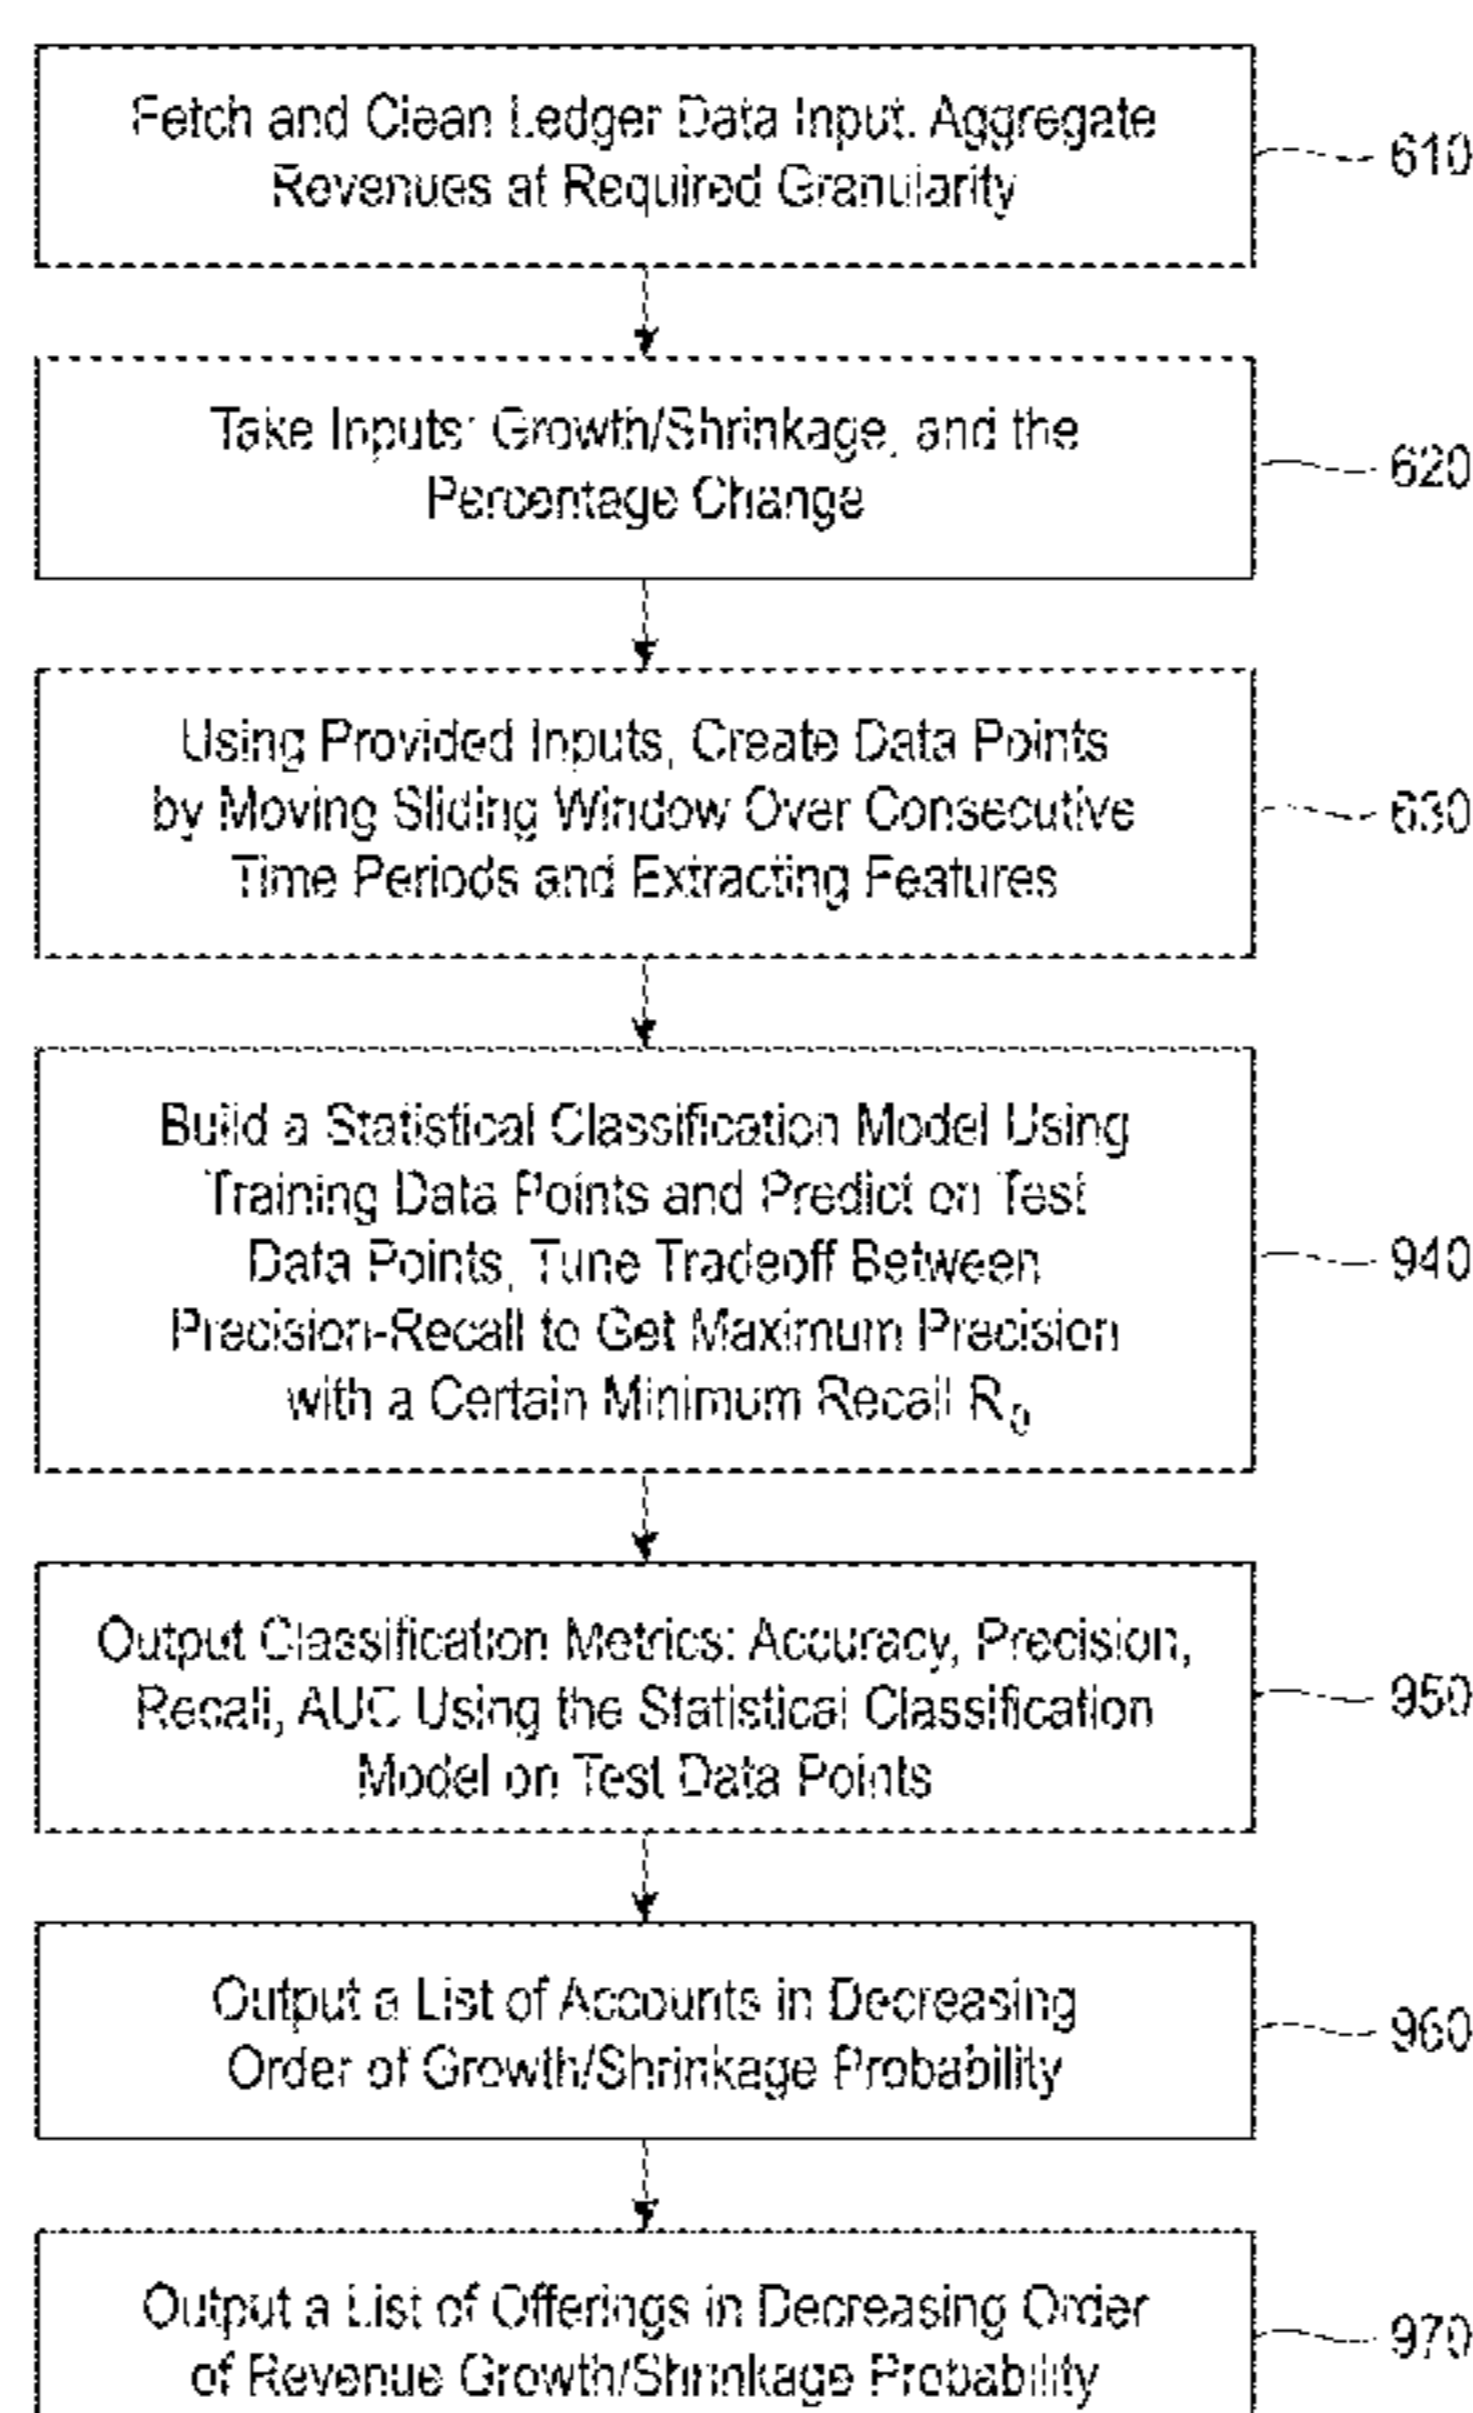 Fetch and Clean Ledger Data Input. Aggregate
Revenues at Required Granularity
610
Take Inputs: Growth/Shrinkage, and the
Percentage Change
620
Using Provided Inputs, Create Data Points
by Moving Sliding Window Over Consecutive
Time Periods and Extracting Features
630
Build a Statistical Classification Model Using
Training Data Points and Predict on Test
Data Points, Tune Tradeoff Between
Precision-Recall to Get Maximum Precision
with a Certain Minimum Recall R0
940
Output Classification Metrics: Accuracy, Precision,
Recall, AUC Using the Statistical Classification
Model on Test Data Points
950
Output a List of Accounts in Decreasing
Order of Growth/Shrinkage Probability
960
Output a List of Offerings in Decreasing Order
of Revenue Growth/Shrinkage Probability
970